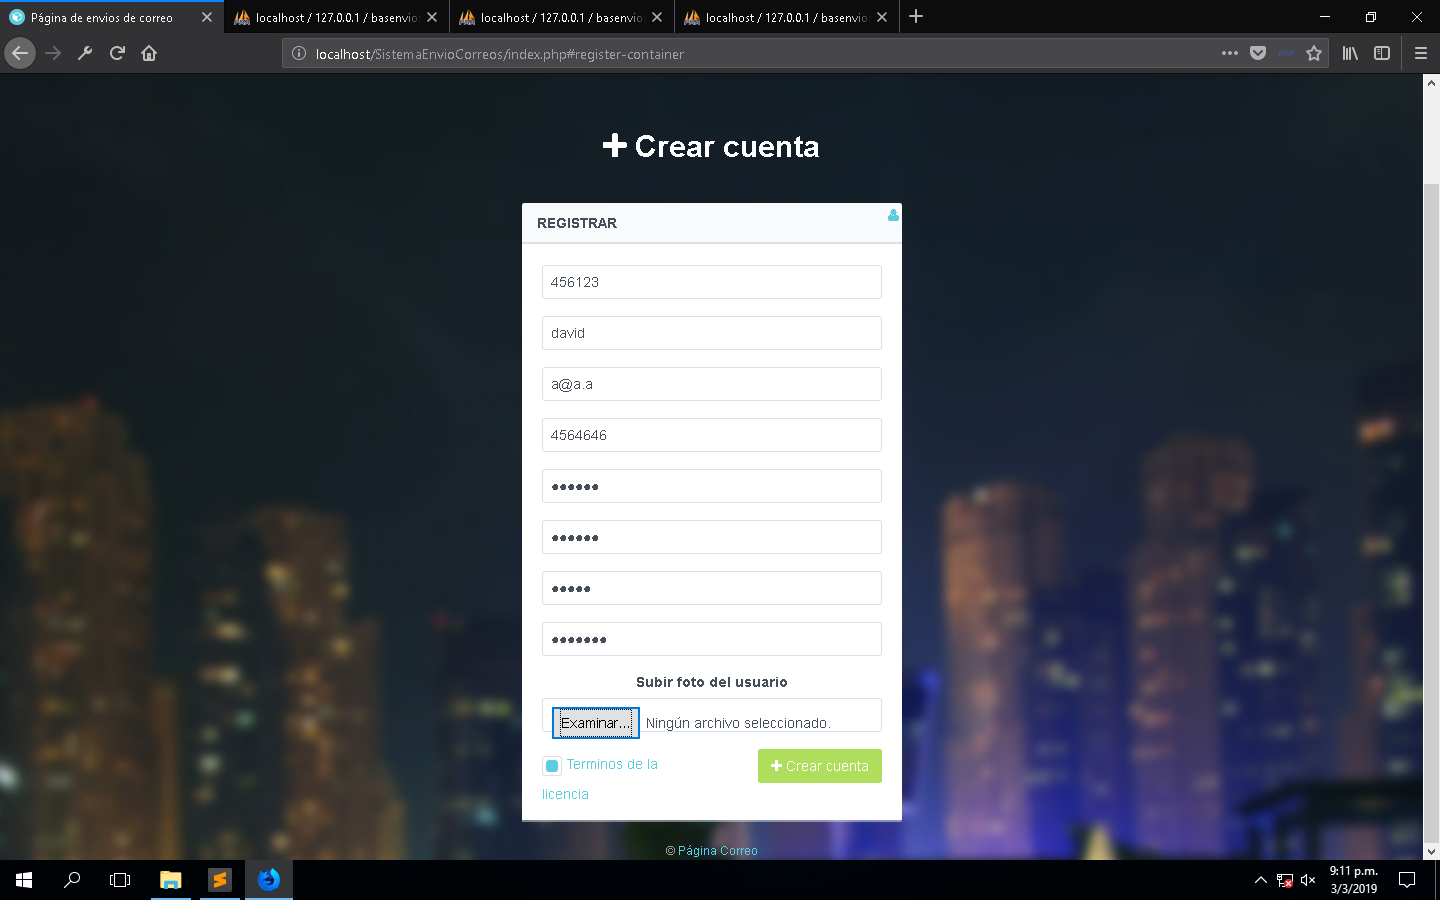 Página de envios de correo
localhost / 127.0.0.1 / basenvio
localhost / 127.0.0.1 / basenvio
localhost / 127.0.0.1 / basenvio
localhost/SistemaEnvioCorreos/index.php#register-container
Crear cuenta
REGISTRAR
456123
david
a@a.a
4564646
●●●●●●
●●●●●●
●●●●●
●●●●●●●
Subir foto del usuario
Examinar... Ningún archivo seleccionado.
Terminos de la
licencia
Crear cuenta
© Página Correo
9:11 p.m.
3/3/2019